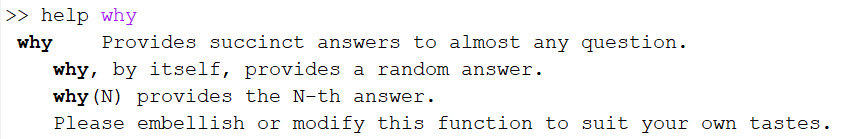 >> help why
why    Provides succinct answers to almost any question.
why, by itself, provides a random answer.
why(N) provides the N-th answer.
Please embellish or modify this function to suit your own tastes.